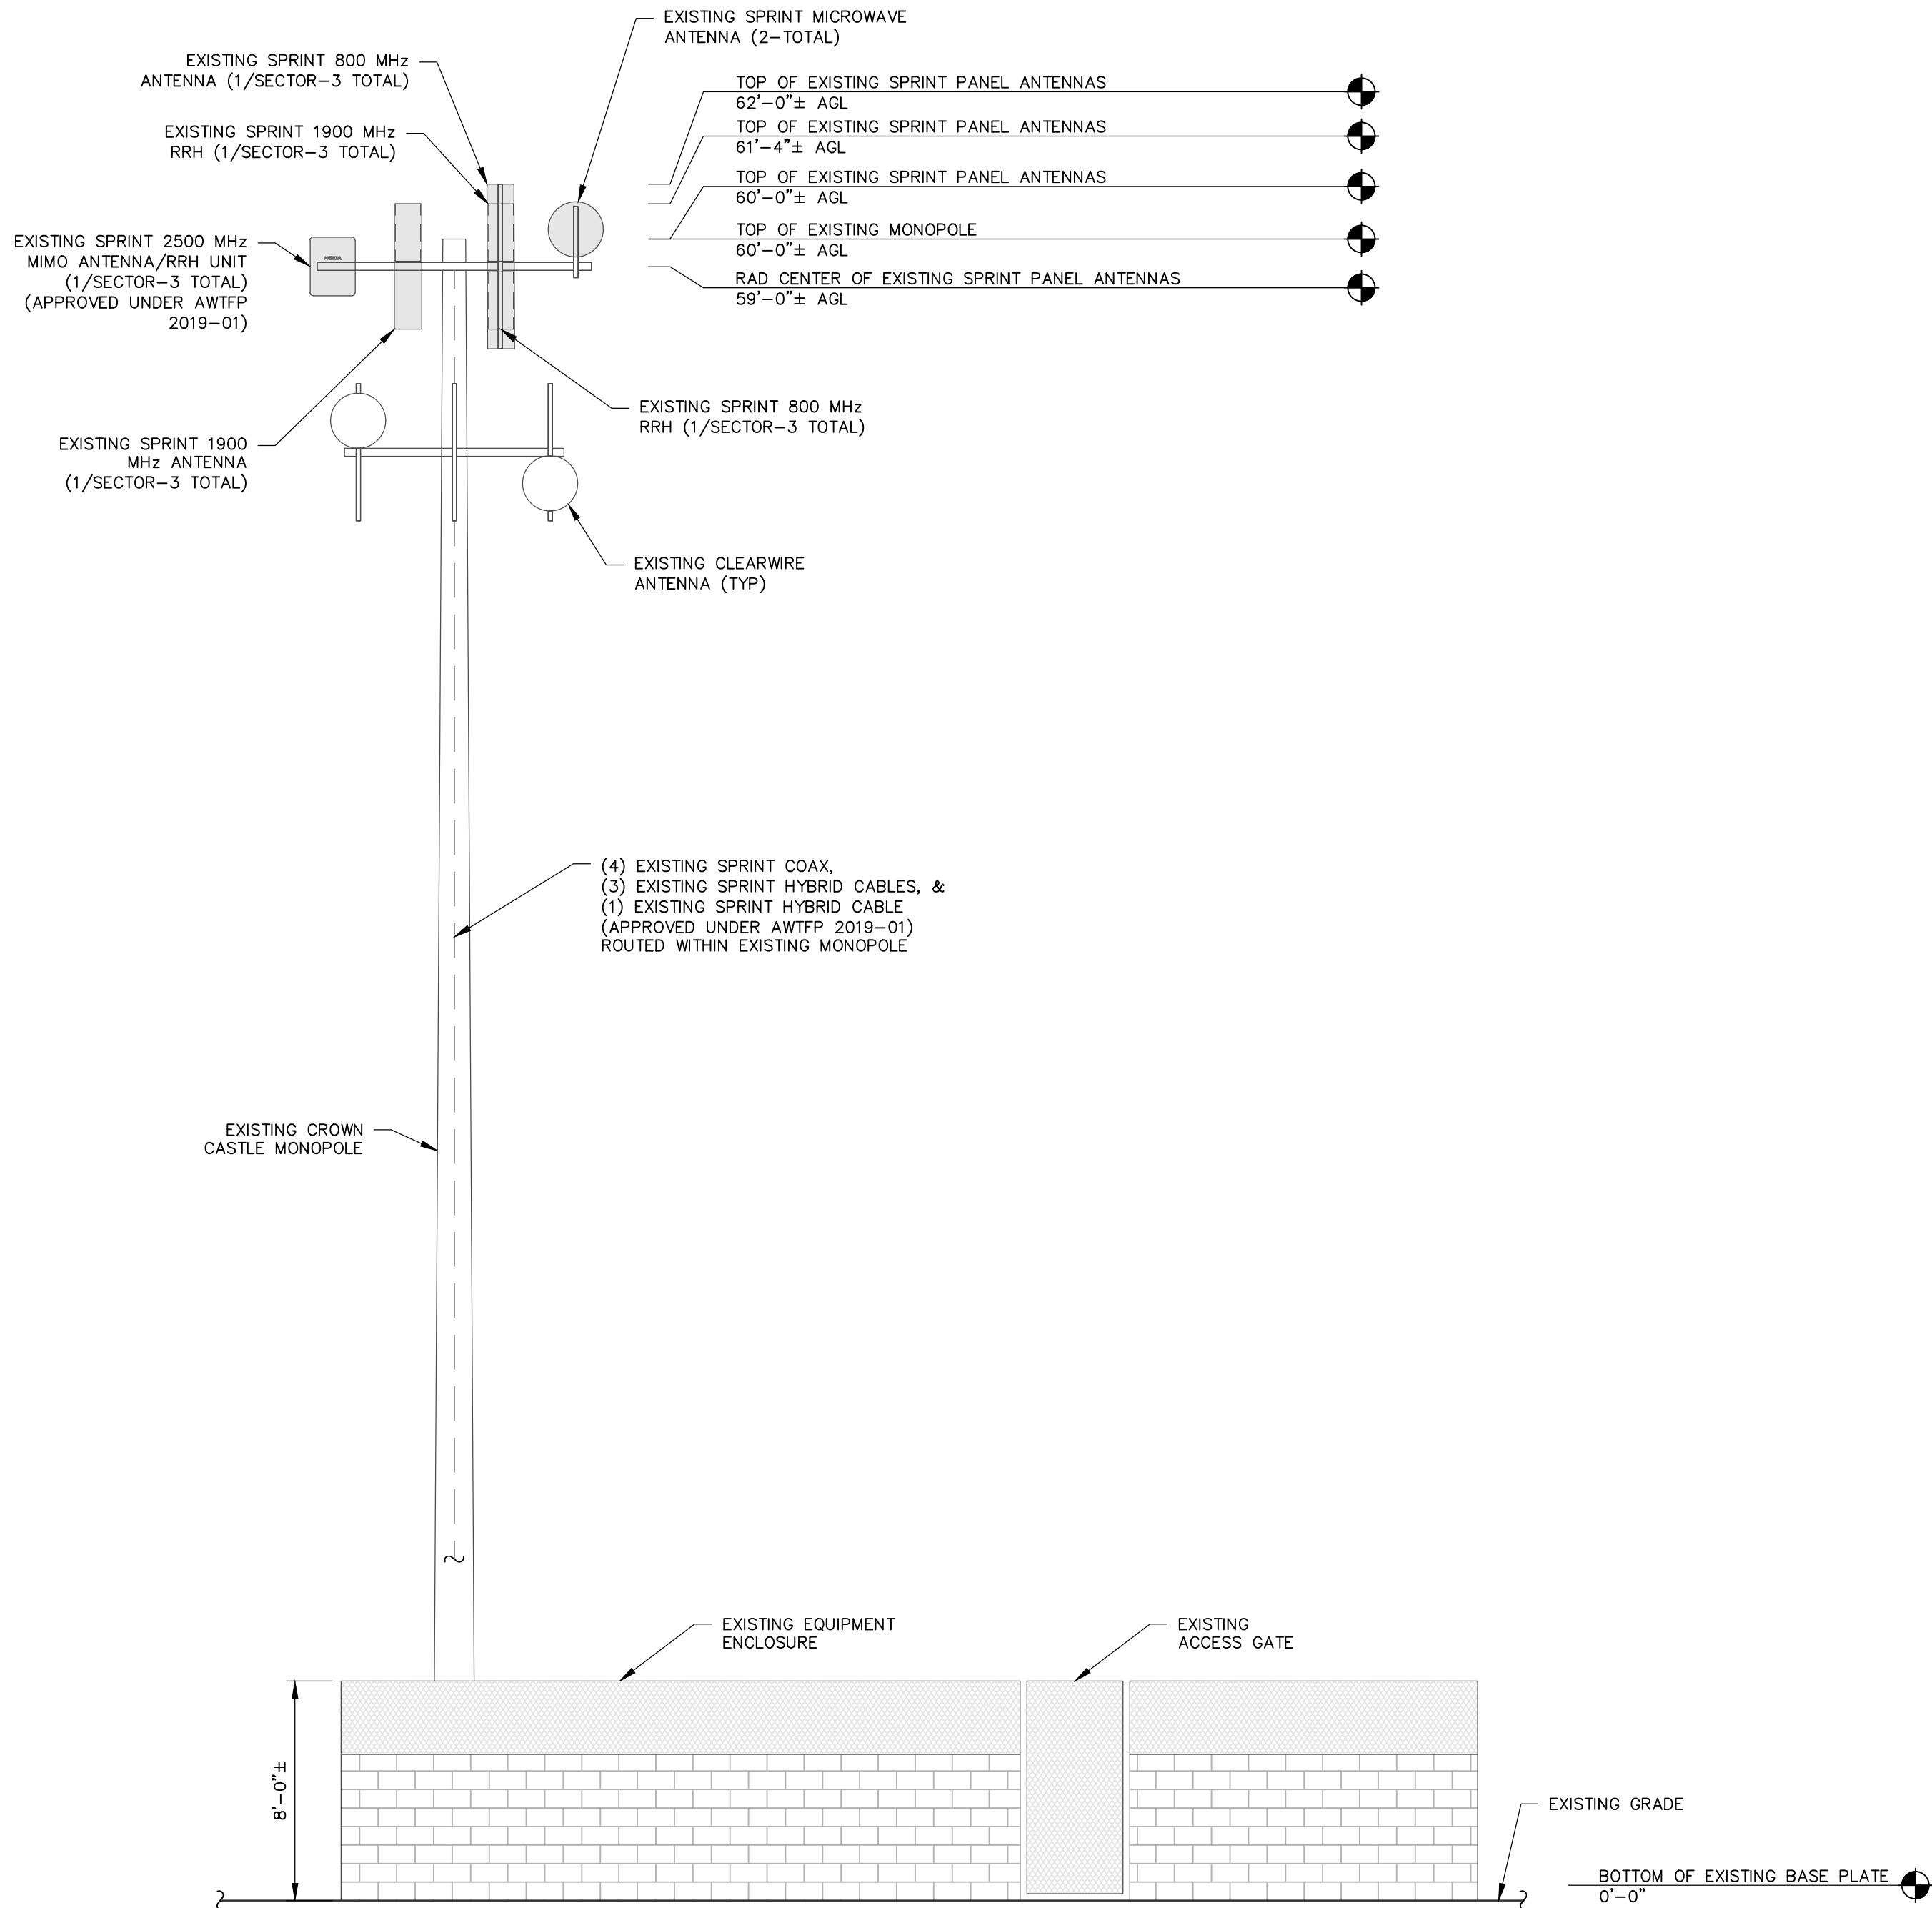 EXISTING SPRINT MICROWAVE
ANTENNA (2-TOTAL)
EXISTING SPRINT 800 MHz
ANTENNA (1/SECTOR-3 TOTAL)
EXISTING SPRINT 1900 MHz
RRH (1/SECTOR-3 TOTAL)
TOP OF EXISTING SPRINT PANEL ANTENNAS
62'-0"± AGL
TOP OF EXISTING SPRINT PANEL ANTENNAS
61'-4"± AGL
TOP OF EXISTING SPRINT PANEL ANTENNAS
60'-0"± AGL
TOP OF EXISTING MONOPOLE
60'-0"± AGL
RAD CENTER OF EXISTING SPRINT PANEL ANTENNAS
59'-0"± AGL
EXISTING SPRINT 2500 MHz
MIMO ANTENNA/RRH UNIT
(1/SECTOR-3 TOTAL)
(APPROVED UNDER AWTFP
2019-01)
NOKIA
EXISTING SPRINT 800 MHz
RRH (1/SECTOR-3 TOTAL)
EXISTING SPRINT 1900
MHz ANTENNA
(1/SECTOR-3 TOTAL)
EXISTING CLEARWIRE
ANTENNA (TYP)
(4) EXISTING SPRINT COAX,
(3) EXISTING SPRINT HYBRID CABLES, &
(1) EXISTING SPRINT HYBRID CABLE
(APPROVED UNDER AWTFP 2019-01)
ROUTED WITHIN EXISTING MONOPOLE
EXISTING CROWN
CASTLE MONOPOLE
EXISTING EQUIPMENT
ENCLOSURE
EXISTING
ACCESS GATE
8'-0"±
EXISTING GRADE
BOTTOM OF EXISTING BASE PLATE
0'-0"